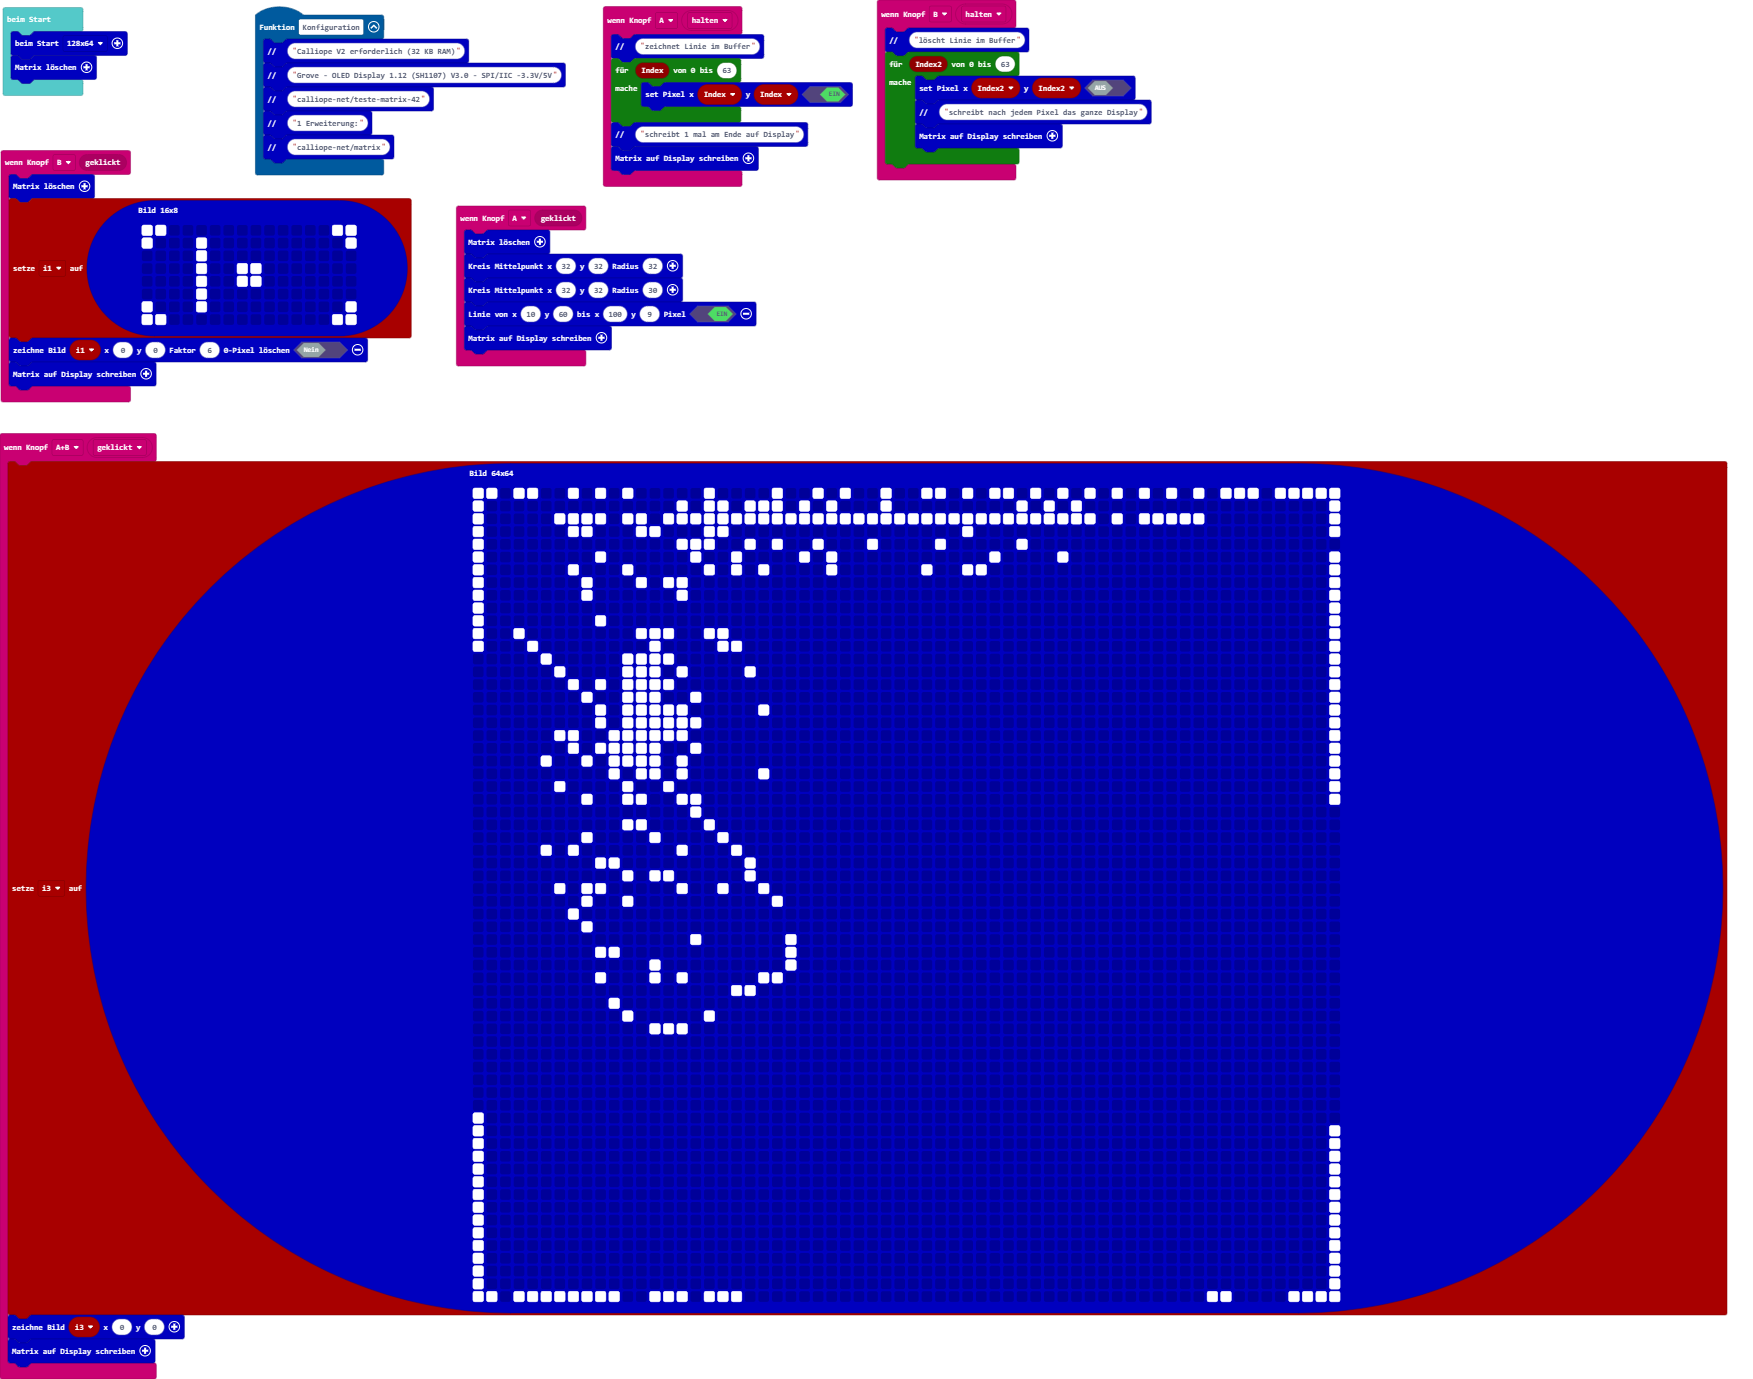 beim Start
beim Start 128x64
Matrix löschen
Funktion Konfiguration
// "Calliope V2 erforderlich (32 KB RAM)"
// "Grove - OLED Display 1.12 (SH1107) V3.0 - SPI/IIC -3.3V/5V"
// "calliope-net/teste-matrix-42"
// "1 Erweiterung:"
// "calliope-net/matrix"
wenn Knopf A halten
// "zeichnet Linie im Buffer"
für Index von 0 bis 63
mache set Pixel x Index y Index EIN
// "schreibt 1 mal am Ende auf Display"
Matrix auf Display schreiben
wenn Knopf B halten
// "löscht Linie im Buffer"
für Index2 von 0 bis 63
mache set Pixel x Index2 y Index2 AUS
// "schreibt nach jedem Pixel das ganze Display"
Matrix auf Display schreiben
wenn Knopf B geklickt
Matrix löschen
setze i1 auf Bild 16x8
zeichne Bild i1 x 0 y 0 Faktor 6 0-Pixel löschen Nein
Matrix auf Display schreiben
wenn Knopf A geklickt
Matrix löschen
Kreis Mittelpunkt x 32 y 32 Radius 32
Kreis Mittelpunkt x 32 y 32 Radius 30
Linie von x 10 y 60 bis x 100 y 9 Pixel EIN
Matrix auf Display schreiben
wenn Knopf A+B geklickt
setze i3 auf Bild 64x64
zeichne Bild i3 x 0 y 0
Matrix auf Display schreiben